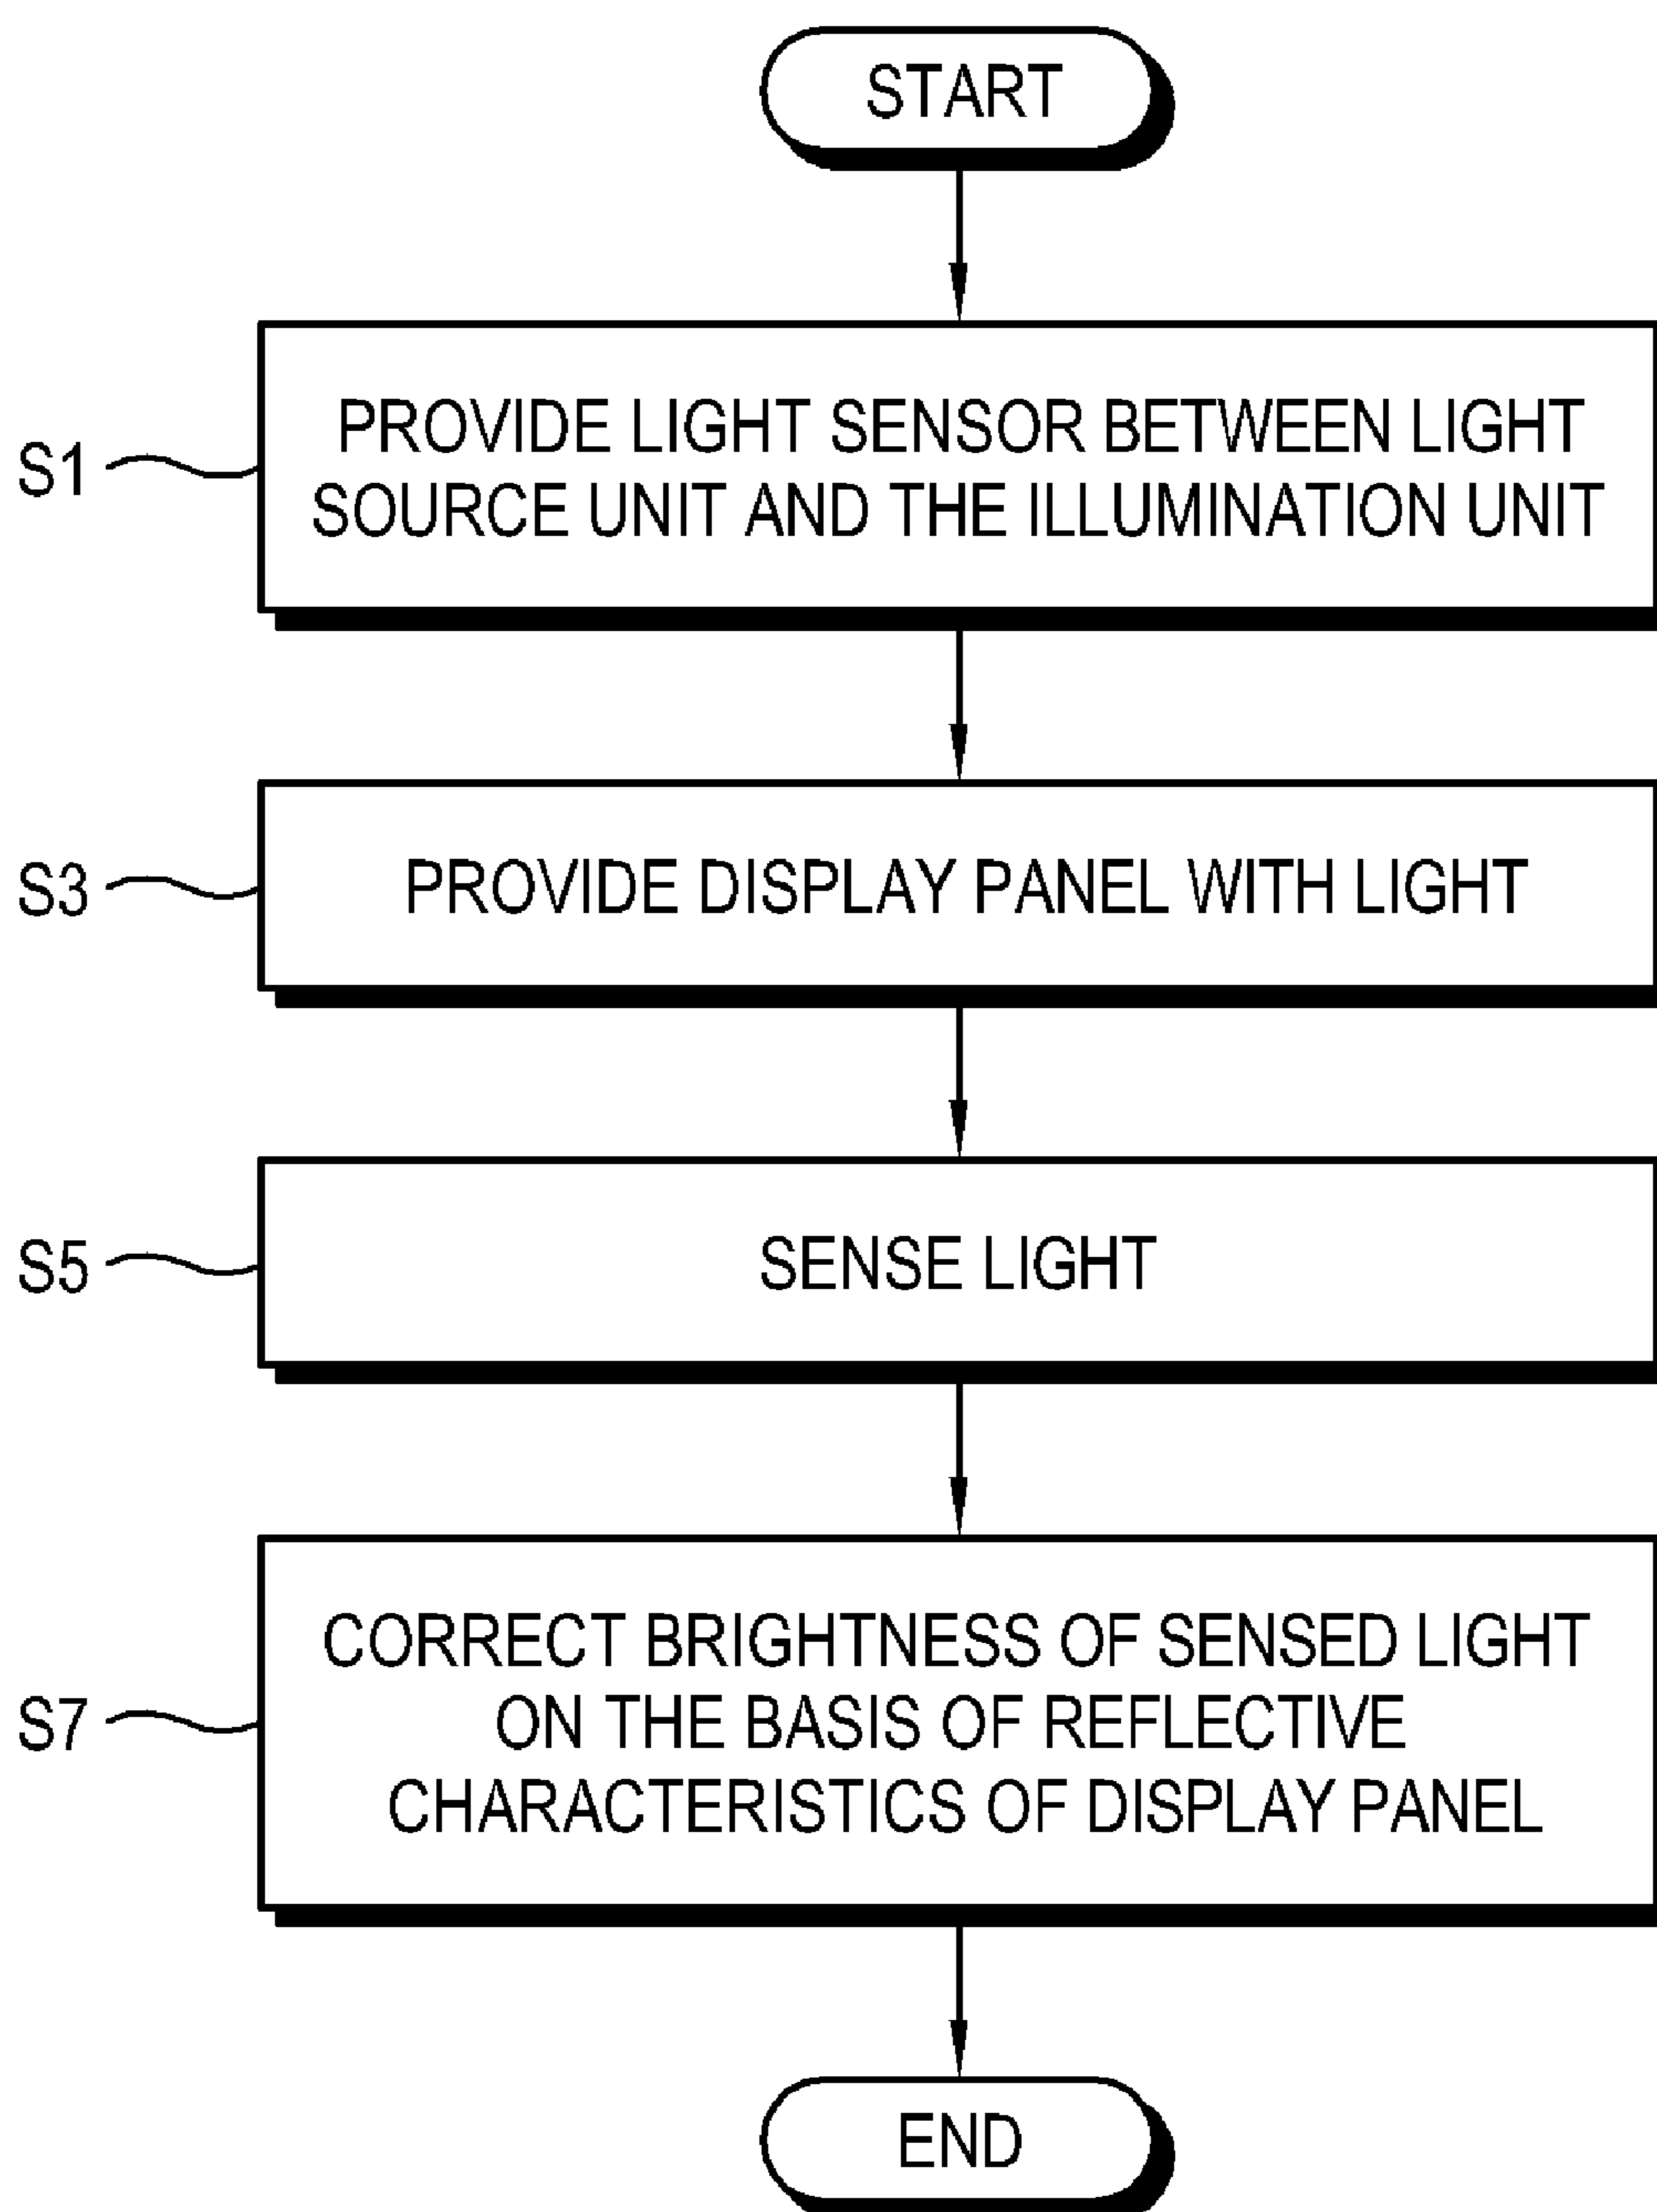 START
S1
PROVIDE LIGHT SENSOR BETWEEN LIGHT
SOURCE UNIT AND THE ILLUMINATION UNIT
S3
PROVIDE DISPLAY PANEL WITH LIGHT
S5
SENSE LIGHT
S7
CORRECT BRIGHTNESS OF SENSED LIGHT
ON THE BASIS OF REFLECTIVE
CHARACTERISTICS OF DISPLAY PANEL
END